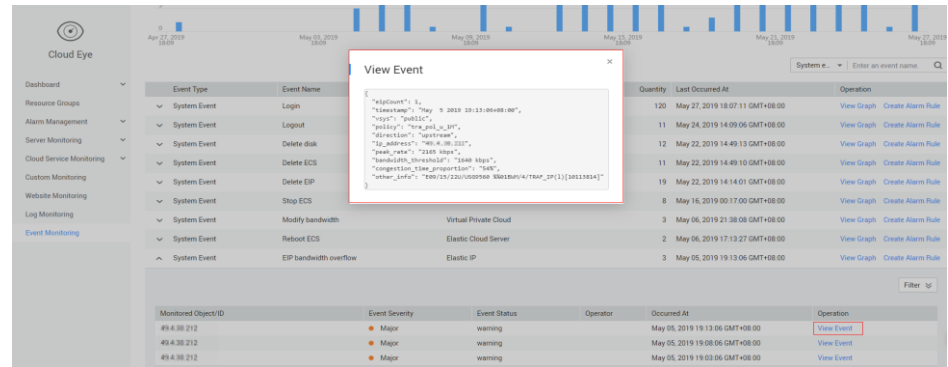 0
Apr 27, 2019
18:09
May 03, 2019
18:09
May 09, 2019
18:09
May 15, 2019
18:09
May 21, 2019
18:09
May 27, 2019
18:09
Cloud Eye
Dashboard
Resource Groups
Alarm Management
Server Monitoring
Cloud Service Monitoring
Custom Monitoring
Website Monitoring
Log Monitoring
Event Monitoring
System e... Enter an event name.
View Event
{
"eipCount": 1,
"timestamp": "May 5 2019 19:13:06+08:00",
"vsys": "public",
"policy": "tra_pol_u_1M",
"direction": "upstream",
"ip_address": "49.4.38.212",
"peak_rate": "2165 kbps",
"bandwidth_threshold": "1640 kbps",
"congestion_time_proportion": "54%",
"other_info": "E09/15/22U/USG9560 %%01BWM/4/TRAF_IP(l)[10113814]"
}
Event Type Event Name Quantity Last Occurred At Operation
System Event Login 120 May 27, 2019 18:07:11 GMT+08:00 View Graph Create Alarm Rule
System Event Logout 11 May 24, 2019 14:09:06 GMT+08:00 View Graph Create Alarm Rule
System Event Delete disk 12 May 22, 2019 14:49:13 GMT+08:00 View Graph Create Alarm Rule
System Event Delete ECS 11 May 22, 2019 14:49:10 GMT+08:00 View Graph Create Alarm Rule
System Event Delete EIP 19 May 22, 2019 14:14:01 GMT+08:00 View Graph Create Alarm Rule
System Event Stop ECS 8 May 16, 2019 00:17:00 GMT+08:00 View Graph Create Alarm Rule
System Event Modify bandwidth Virtual Private Cloud 3 May 06, 2019 21:38:08 GMT+08:00 View Graph Create Alarm Rule
System Event Reboot ECS Elastic Cloud Server 2 May 06, 2019 17:13:27 GMT+08:00 View Graph Create Alarm Rule
System Event EIP bandwidth overflow Elastic IP 3 May 05, 2019 19:13:06 GMT+08:00 View Graph Create Alarm Rule
Filter
Monitored Object/ID Event Severity Event Status Operator Occurred At Operation
49.4.38.212 Major warning May 05, 2019 19:13:06 GMT+08:00 View Event
49.4.38.212 Major warning May 05, 2019 19:08:06 GMT+08:00 View Event
49.4.38.212 Major warning May 05, 2019 19:03:06 GMT+08:00 View Event